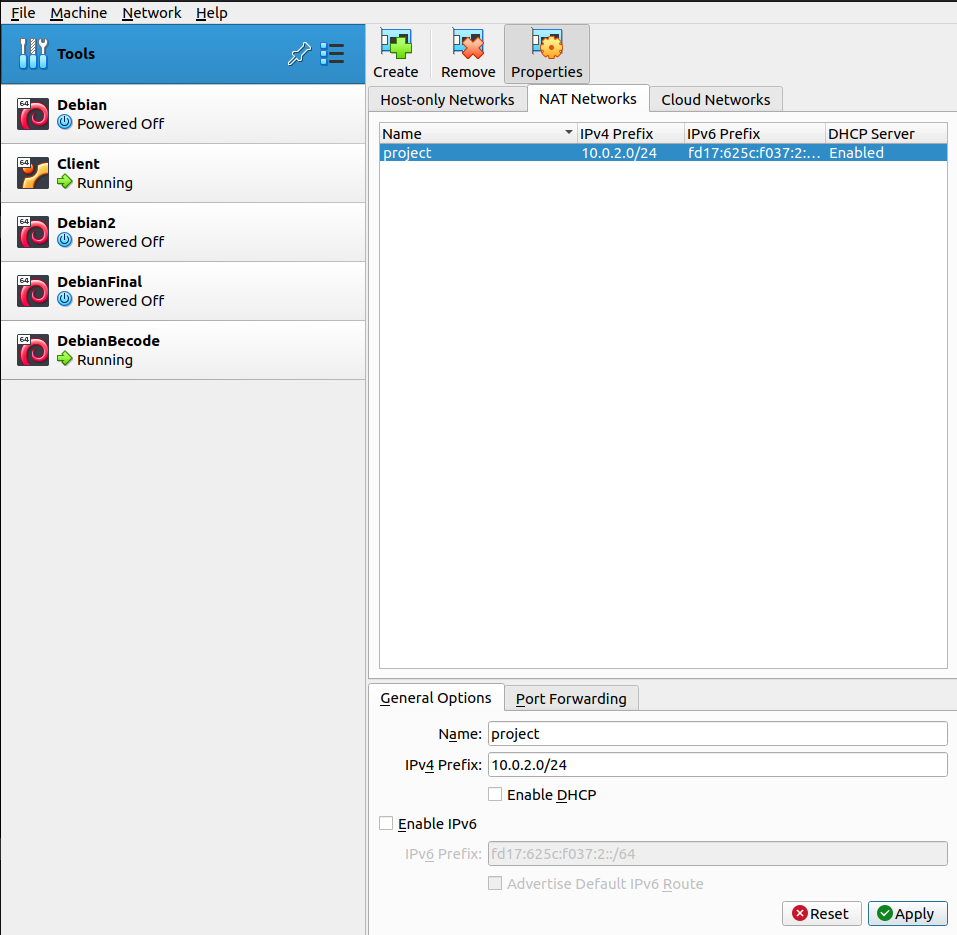 File Machine Network Help
Tools
64
Debian
Powered Off
64
Client
Running
64
Debian2
Powered Off
64
DebianFinal
Powered Off
64
DebianBecode
Running
Create Remove Properties
Host-only Networks NAT Networks Cloud Networks
Name IPv4 Prefix IPv6 Prefix DHCP Server
project 10.0.2.0/24 fd17:625c:f037:2:... Enabled
General Options Port Forwarding
Name: project
IPv4 Prefix: 10.0.2.0/24
Enable DHCP
Enable IPv6
IPv6 Prefix: fd17:625c:f037:2::/64
Advertise Default IPv6 Route
Reset Apply